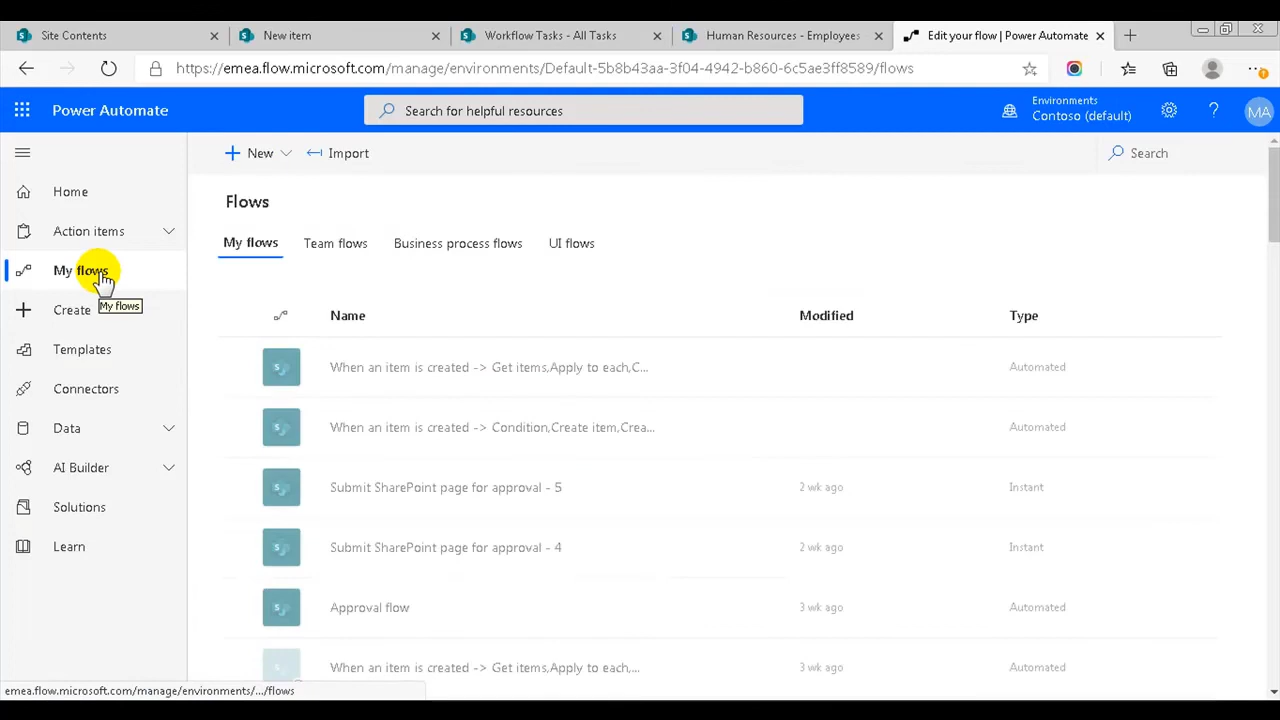 Site Contents
New item
Workflow Tasks - All Tasks
Human Resources - Employees
Edit your flow | Power Automate
https://emea.flow.microsoft.com/manage/environments/Default-5b8b43aa-3f04-4942-b860-6c5ae3ff8589/flows
Power Automate
Search for helpful resources
Environments
Contoso (default)
?
MA
New
Import
Search
Home
Action items
My flows
My flows
Create
Templates
Connectors
Data
AI Builder
Solutions
Learn
Flows
My flows Team flows Business process flows UI flows
Name Modified Type
When an item is created -> Get items,Apply to each,C... Automated
When an item is created -> Condition,Create item,Crea... Automated
Submit SharePoint page for approval - 5 2 wk ago Instant
Submit SharePoint page for approval - 4 2 wk ago Instant
Approval flow 3 wk ago Automated
When an item is created -> Get items,Apply to each,... 3 wk ago Automated
emea.flow.microsoft.com/manage/environments/.../flows